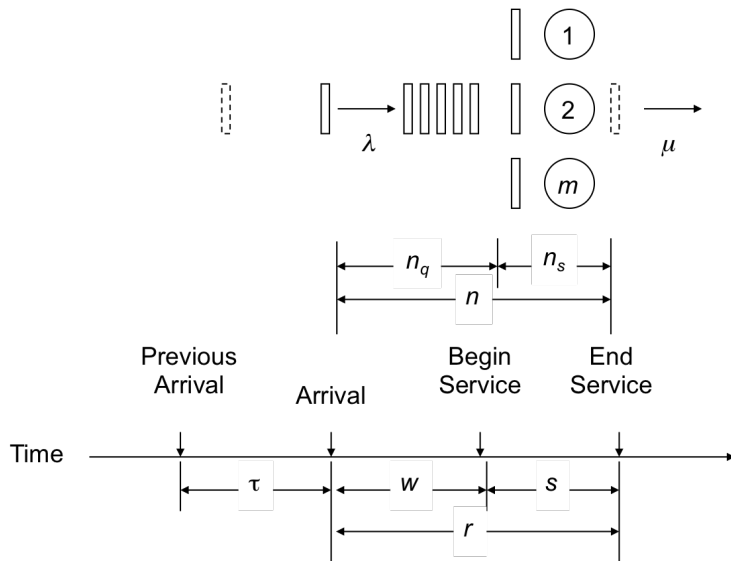 1
2
λ
μ
m
n_q
n_s
n
Previous
Arrival
Arrival
Begin
Service
End
Service
Time
τ
w
s
r